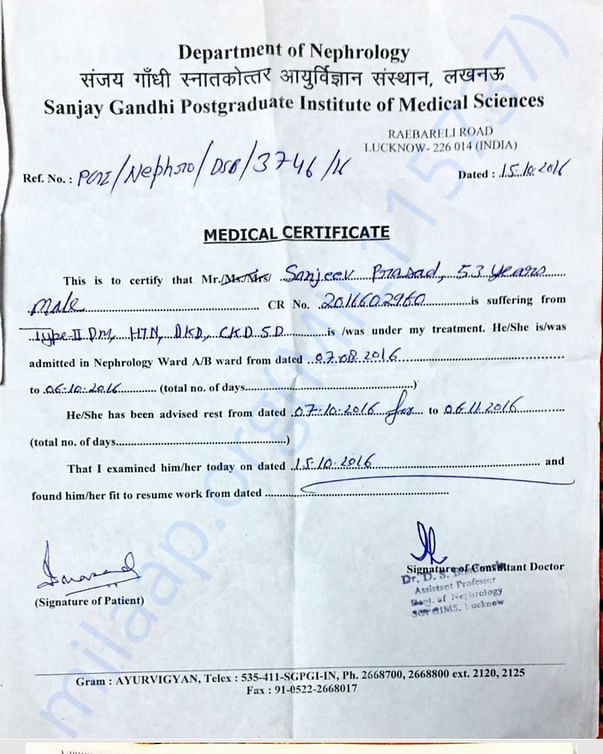 Department of Nephrology
संजय गाँधी स्नातकोत्तर आयुर्विज्ञान संस्थान, लखनऊ
Sanjay Gandhi Postgraduate Institute of Medical Sciences
RAEBARELI ROAD
LUCKNOW- 226 014 (INDIA)
Ref. No. : PGI/Nephro/DSB/3746/16
Dated : 15.10.2016
MEDICAL CERTIFICATE
This is to certify that Mr./Ms/Mrs/ Sanjeev Prasad, 53 years
Male CR No. 2016602960 is suffering from
Type-II DM, HTN, DKD, CKD 5D is /was under my treatment. He/She is/was
admitted in Nephrology Ward A/B ward from dated 07.08.2016
to 06.10.2016 (total no. of days...)
He/She has been advised rest from dated 07.10.2016 for to 06.11.2016
(total no. of days...)
That I examined him/her today on dated 15.10.2016 and
found him/her fit to resume work from dated
(Signature of Patient)
Signature of Consultant Doctor
Dr. D. S.
Assistant Professor
Dept. of Nephrology
SGPGIMS, Lucknow
Gram : AYURVIGYAN, Telex : 535-411-SGPGI-IN, Ph. 2668700, 2668800 ext. 2120, 2125
Fax : 91-0522-2668017